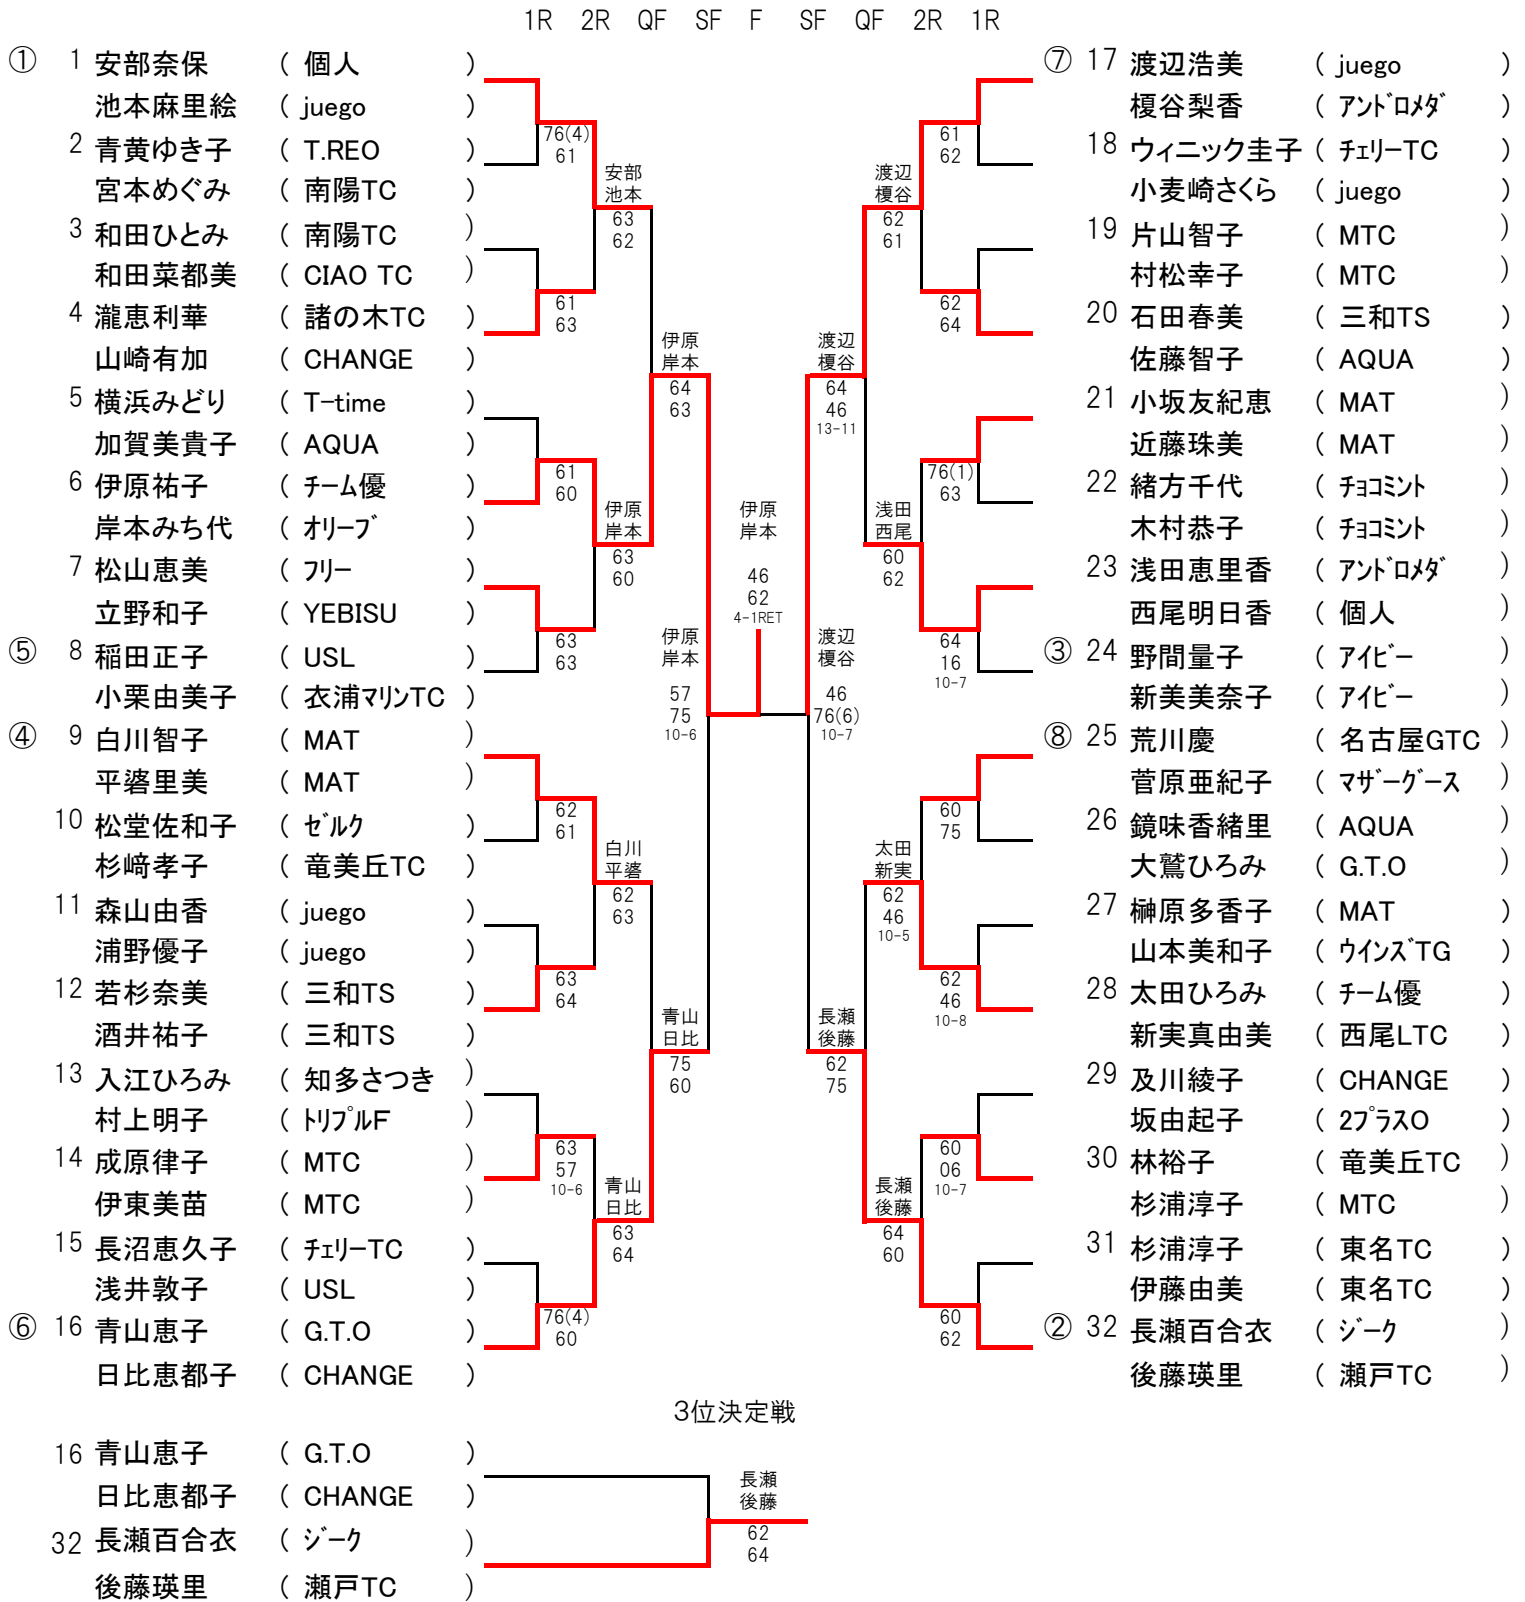 1R 2R QF SF F SF QF 2R 1R
① 1 安部奈保 ( 個人 )
池本麻里絵 ( juego )
2 青黄ゆき子 ( T.REO )
宮本めぐみ ( 南陽TC )
3 和田ひとみ ( 南陽TC )
和田菜都美 ( CIAO TC )
4 瀧恵利華 ( 諸の木TC )
山崎有加 ( CHANGE )
5 横浜みどり ( T-time )
加賀美貴子 ( AQUA )
6 伊原祐子 ( チーム優 )
岸本みち代 ( オリーブ )
7 松山恵美 ( フリー )
立野和子 ( YEBISU )
⑤ 8 稲田正子 ( USL )
小栗由美子 ( 衣浦マリンTC )
④ 9 白川智子 ( MAT )
平婆里美 ( MAT )
10 松堂佐和子 ( ゼルク )
杉﨑孝子 ( 竜美丘TC )
11 森山由香 ( juego )
浦野優子 ( juego )
12 若杉奈美 ( 三和TS )
酒井祐子 ( 三和TS )
13 入江ひろみ ( 知多さつき )
村上明子 ( トリプルF )
14 成原律子 ( MTC )
伊東美苗 ( MTC )
15 長沼恵久子 ( チェリーTC )
浅井敦子 ( USL )
⑥ 16 青山恵子 ( G.T.O )
日比恵都子 ( CHANGE )
76(4)
61
61
63
61
60
63
63
62
61
63
64
63
57
10-6
76(4)
60
安部
池本
63
62
伊原
岸本
63
60
白川
平婆
62
63
青山
日比
63
64
伊原
岸本
64
63
青山
日比
75
60
伊原
岸本
57
75
10-6
伊原
岸本
46
62
4-1RET
渡辺
榎谷
46
76(6)
10-7
渡辺
榎谷
64
46
13-11
長瀬
後藤
62
75
渡辺
榎谷
62
61
浅田
西尾
60
62
太田
新実
62
46
10-5
長瀬
後藤
64
60
61
62
62
64
76(1)
63
64
16
10-7
60
75
62
46
10-8
60
06
10-7
60
62
⑦ 17 渡辺浩美 ( juego )
榎谷梨香 ( アンドロメダ )
18 ウィニック圭子 ( チェリーTC )
小麦崎さくら ( juego )
19 片山智子 ( MTC )
村松幸子 ( MTC )
20 石田春美 ( 三和TS )
佐藤智子 ( AQUA )
21 小坂友紀恵 ( MAT )
近藤珠美 ( MAT )
22 緒方千代 ( チョコミント )
木村恭子 ( チョコミント )
23 浅田恵里香 ( アンドロメダ )
西尾明日香 ( 個人 )
③ 24 野間量子 ( アイビー )
新美美奈子 ( アイビー )
⑧ 25 荒川慶 ( 名古屋GTC )
菅原亜紀子 ( マザーグース )
26 鏡味香緒里 ( AQUA )
大鷲ひろみ ( G.T.O )
27 榊原多香子 ( MAT )
山本美和子 ( ウインズTG )
28 太田ひろみ ( チーム優 )
新実真由美 ( 西尾LTC )
29 及川綾子 ( CHANGE )
坂由起子 ( 2プラスO )
30 林裕子 ( 竜美丘TC )
杉浦淳子 ( MTC )
31 杉浦淳子 ( 東名TC )
伊藤由美 ( 東名TC )
② 32 長瀬百合衣 ( ジーク )
後藤瑛里 ( 瀬戸TC )
3位決定戦
16 青山恵子 ( G.T.O )
日比恵都子 ( CHANGE )
32 長瀬百合衣 ( ジーク )
後藤瑛里 ( 瀬戸TC )
長瀬
後藤
62
64